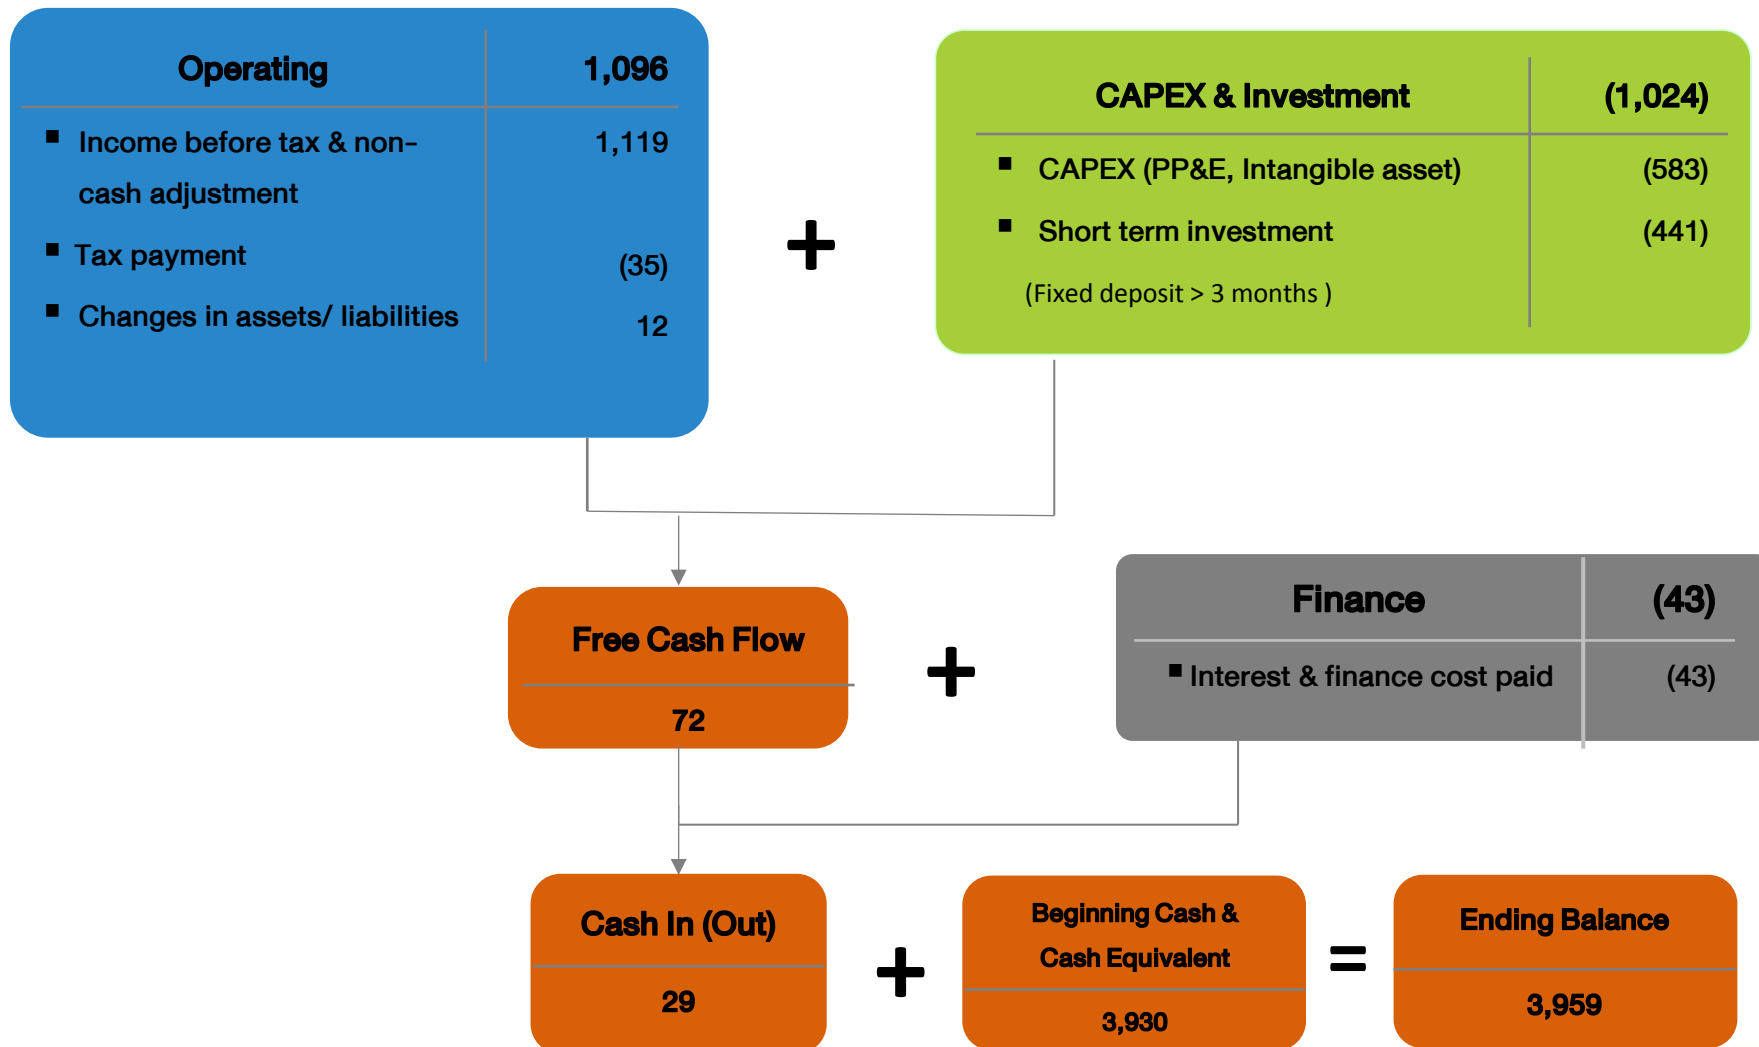 Operating 1,096
▪ Income before tax & non- 1,119
cash adjustment
▪ Tax payment (35)
▪ Changes in assets/ liabilities 12
+
CAPEX & Investment (1,024)
▪ CAPEX (PP&E, Intangible asset) (583)
▪ Short term investment (441)
(Fixed deposit > 3 months )
Free Cash Flow
72
+
Finance (43)
▪ Interest & finance cost paid (43)
Cash In (Out)
29
+
Beginning Cash &
Cash Equivalent
3,930
=
Ending Balance
3,959